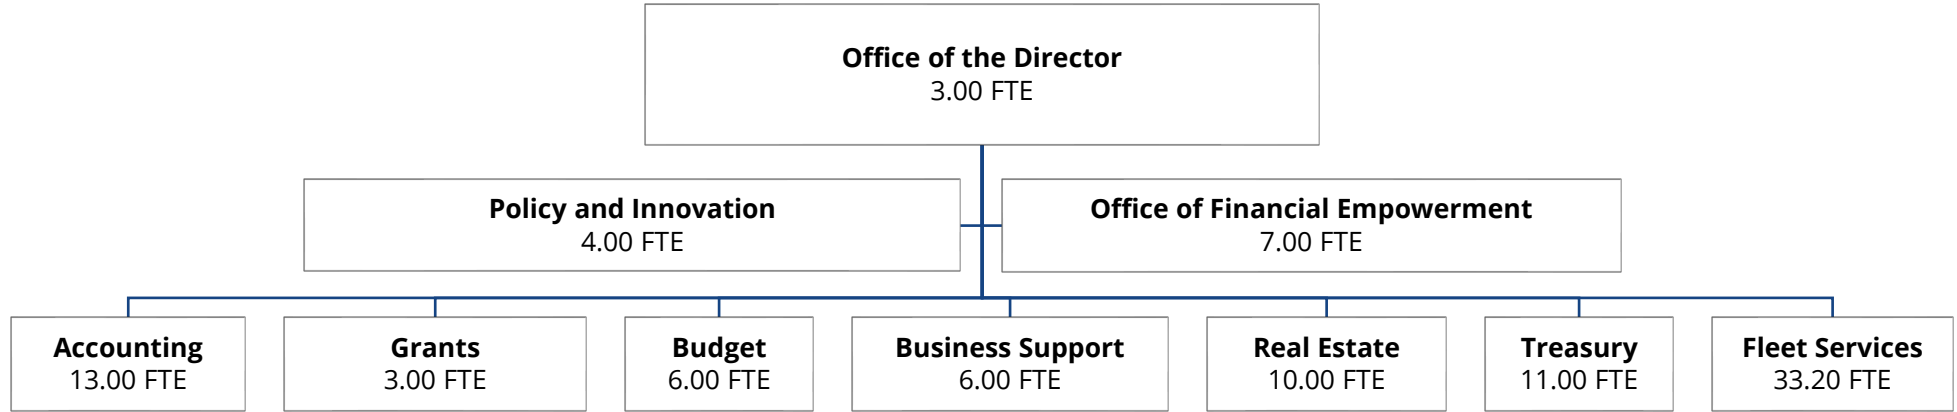 Office of the Director
3.00 FTE
Policy and Innovation
4.00 FTE
Office of Financial Empowerment
7.00 FTE
Accounting
13.00 FTE
Grants
3.00 FTE
Budget
6.00 FTE
Business Support
6.00 FTE
Real Estate
10.00 FTE
Treasury
11.00 FTE
Fleet Services
33.20 FTE